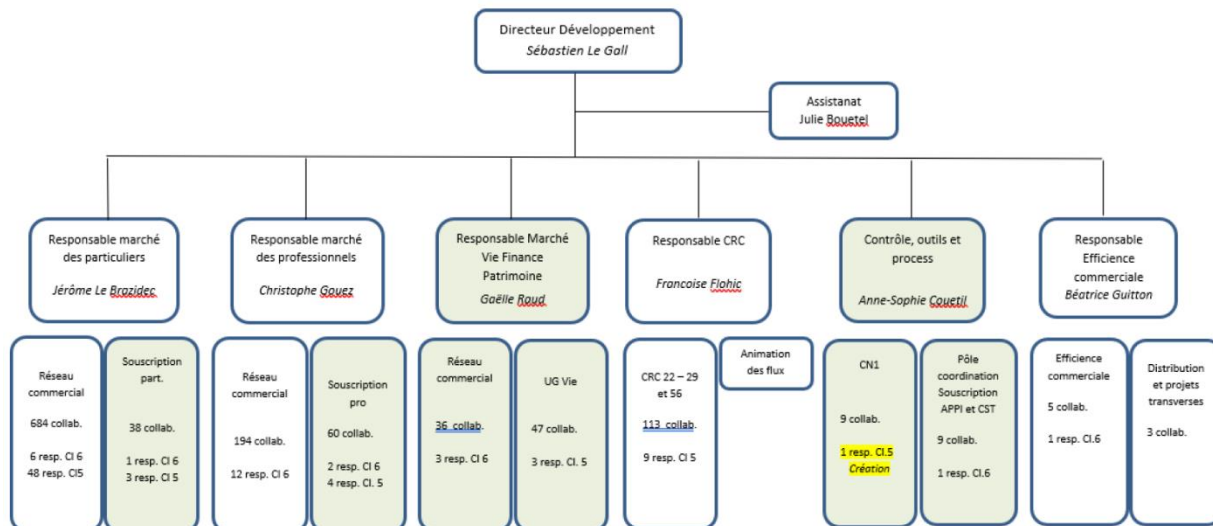 Directeur Développement
Sébastien Le Gall
Assistanat
Julie Bouetel
Responsable marché
des particuliers
Jérôme Le Brazidec
Responsable marché
des professionnels
Christophe Gouez
Responsable Marché
Vie Finance
Patrimoine
Gaëlle Raud
Responsable CRC
Francoise Flohic
Contrôle, outils et
process
Anne-Sophie Couetil
Responsable
Efficience
commerciale
Béatrice Guitton
Réseau
commercial
684 collab.
6 resp. Cl 6
48 resp. Cl5
Souscription
part.
38 collab.
1 resp. Cl 6
3 resp. Cl 5
Réseau
commercial
194 collab.
12 resp. Cl 6
Souscription
pro
60 collab.
2 resp. Cl 6
4 resp. Cl. 5
Réseau
commercial
36 collab.
3 resp. Cl 6
UG Vie
47 collab.
3 resp. Cl. 5
CRC 22 – 29
et 56
113 collab.
9 resp. Cl 5
Animation
des flux
CN1
9 collab.
1 resp. Cl.5
Création
Pôle
coordination
Souscription
APPI et CST
9 collab.
1 resp. Cl.6
Efficience
commerciale
5 collab.
1 resp. Cl.6
Distribution
et projets
transverses
3 collab.